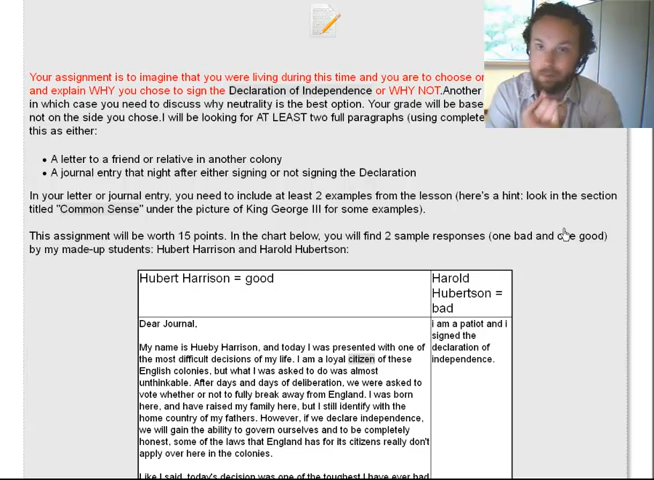 Your assignment is to imagine that you were living during this time and you are to choose or
and explain WHY you chose to sign the Declaration of Independence or WHY NOT.Another
in which case you need to discuss why neutrality is the best option. Your grade will be base
not on the side you chose.I will be looking for AT LEAST two full paragraphs (using complete
this as either:
• A letter to a friend or relative in another colony
• A journal entry that night after either signing or not signing the Declaration
In your letter or journal entry, you need to include at least 2 examples from the lesson (here's a hint: look in the section
titled "Common Sense" under the picture of King George III for some examples).
This assignment will be worth 15 points. In the chart below, you will find 2 sample responses (one bad and one good)
by my made-up students: Hubert Harrison and Harold Hubertson:
Hubert Harrison = good
Harold
Hubertson =
bad
Dear Journal,
My name is Hueby Harrison, and today I was presented with one of
the most difficult decisions of my life. I am a loyal citizen of these
English colonies, but what I was asked to do was almost
unthinkable. After days and days of deliberation, we were asked to
vote whether or not to fully break away from England. I was born
here, and have raised my family here, but I still identify with the
home country of my fathers. However, if we declare independence,
we will gain the ability to govern ourselves and to be completely
honest, some of the laws that England has for its citizens really don't
apply over here in the colonies.
Like I said, today's decision was one of the toughest I have ever had
i am a patiot and i
signed the
declaration of
independence.